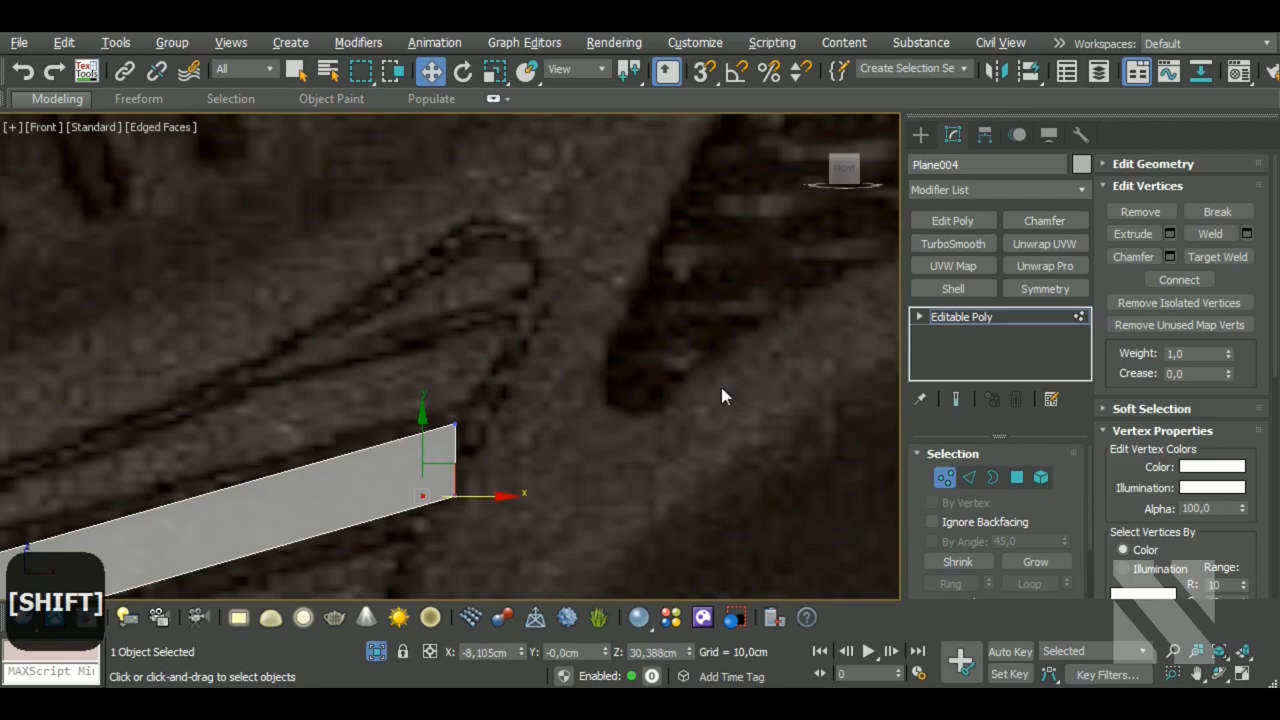 File Edit Tools Group Views Create Modifiers Animation Graph Editors Rendering Customize Scripting Content Substance Civil View Workspaces: Default
Tex Tools All View Create Selection Se
Modeling Freeform Selection Object Paint Populate
[+] [Front] [Standard] [Edged Faces]
Plane004
Modifier List
Edit Poly Chamfer
TurboSmooth Unwrap UVW
UVW Map Unwrap Pro
Shell Symmetry
Editable Poly
Selection
By Vertex
Ignore Backfacing
By Angle: 45,0
Shrink Grow
Ring Loop
Edit Geometry
Edit Vertices
Remove Break
Extrude Weld
Chamfer Target Weld
Connect
Remove Isolated Vertices
Remove Unused Map Verts
Weight: 1,0
Crease: 0,0
Soft Selection
Vertex Properties
Edit Vertex Colors
Color:
Illumination:
Alpha: 100,0
Select Vertices By
Color
Illumination Range:
R: 10
y
x
[SHIFT]
1 Object Selected X: -8,105cm Y: -0,0cm Z: 30,388cm Grid = 10,0cm Auto Key Selected
MAXScript Mi Click or click-and-drag to select objects Enabled: 0 Add Time Tag 0 Set Key Key Filters...